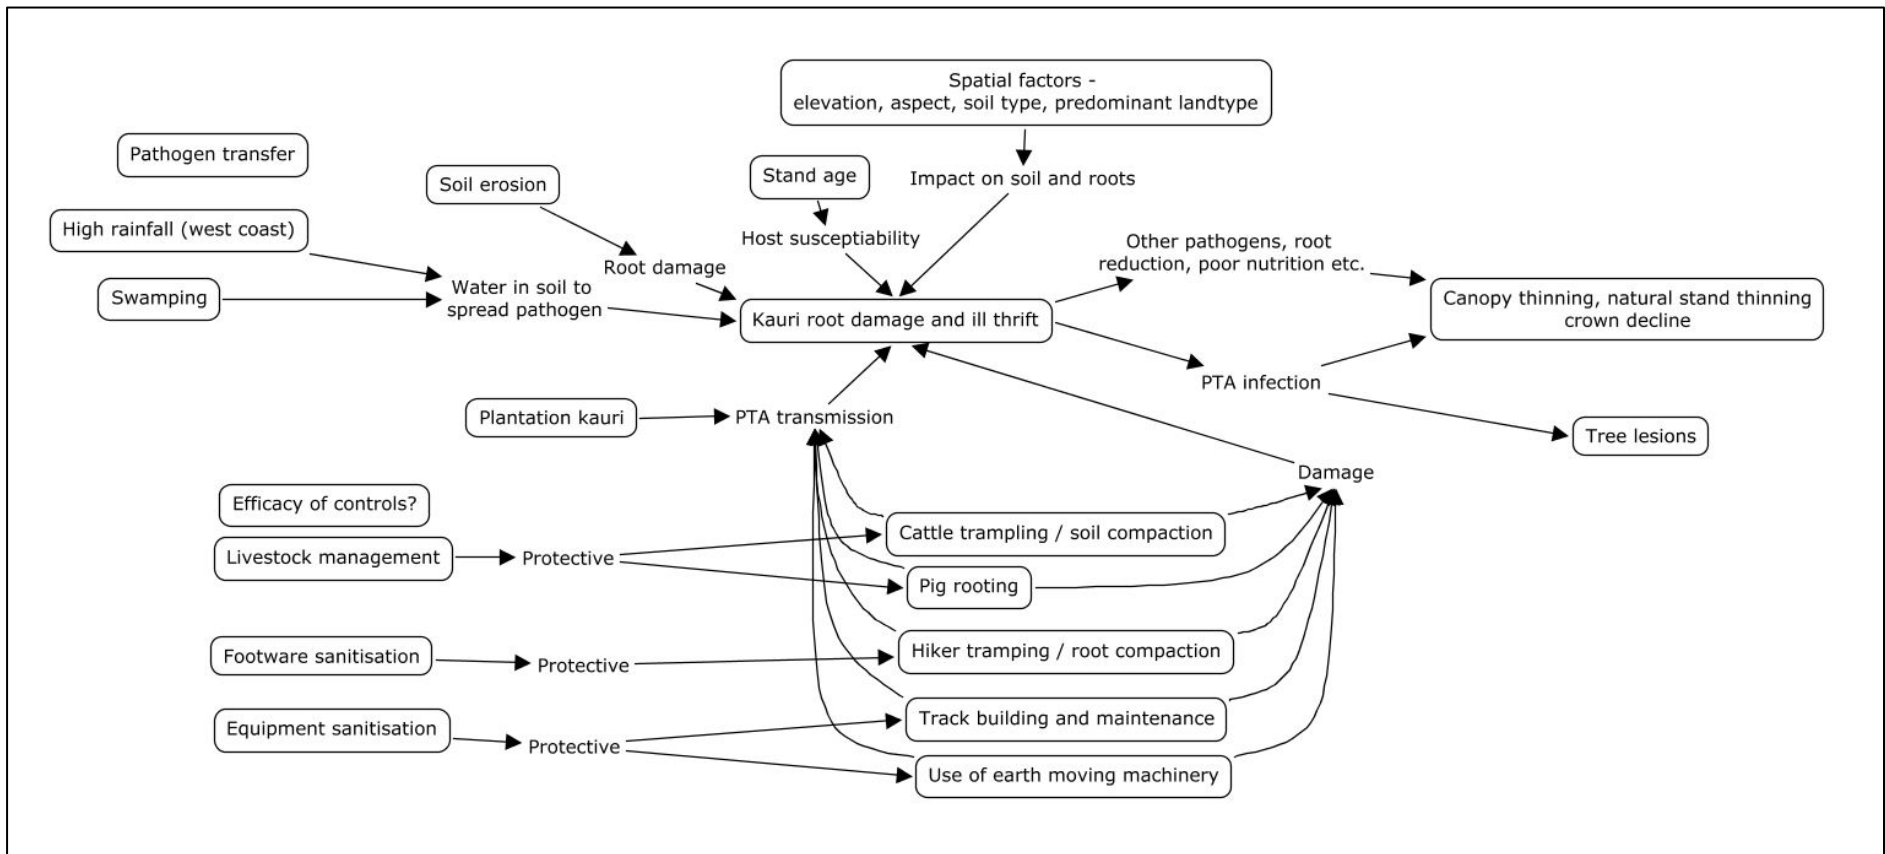 Spatial factors -
elevation, aspect, soil type, predominant landtype
Pathogen transfer
Soil erosion
Stand age
Impact on soil and roots
High rainfall (west coast)
Host susceptiability
Other pathogens, root
reduction, poor nutrition etc.
Root damage
Swamping
Water in soil to
spread pathogen
Kauri root damage and ill thrift
Canopy thinning, natural stand thinning
crown decline
PTA infection
Plantation kauri
PTA transmission
Tree lesions
Damage
Efficacy of controls?
Cattle trampling / soil compaction
Livestock management
Protective
Pig rooting
Footware sanitisation
Protective
Hiker tramping / root compaction
Equipment sanitisation
Protective
Track building and maintenance
Use of earth moving machinery